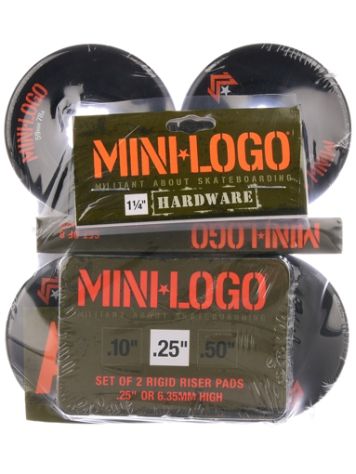 MINI★LOGO
MINI
MINI★LOGO
MILITANT ABOUT SKATEBOARDING
1¼" HARDWARE
MINI★LOGO
MINI★LOGO
MILITANT ABOUT SKATEBOARDING
.10" .25" .50"
SET OF 2 RIGID RISER PADS
.25" OR 6.35MM HIGH